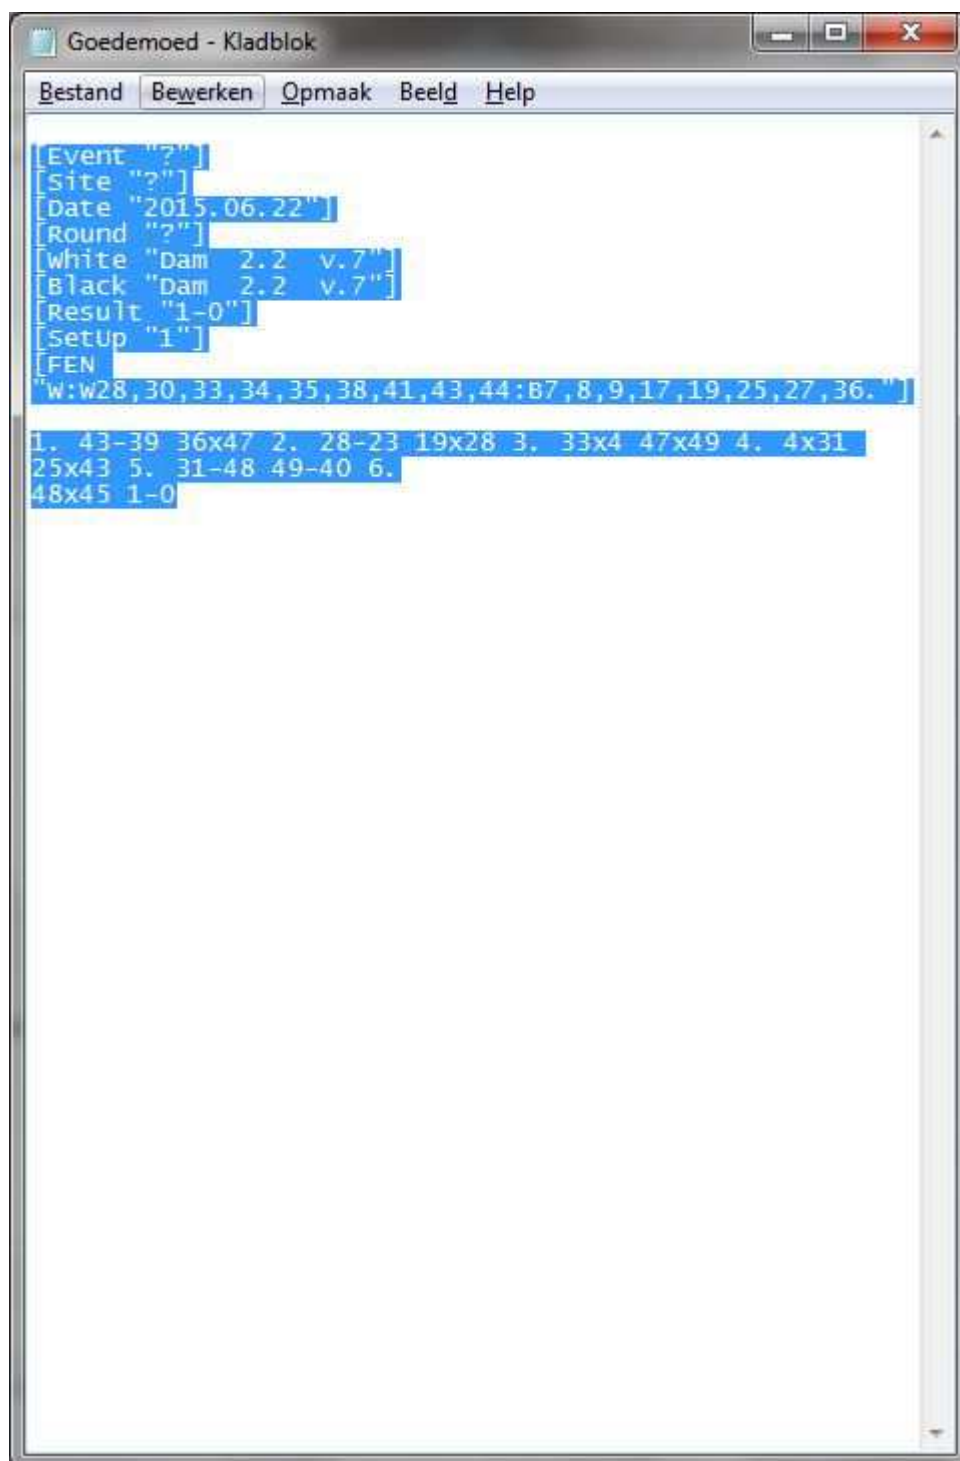 Goedemoed - Kladblok
Bestand Bewerken Opmaak Beeld Help
[Event "?"]
[Site "?"]
[Date "2015.06.22"]
[Round "?"]
[White "Dam  2.2  v.7"]
[Black "Dam  2.2  v.7"]
[Result "1-0"]
[SetUp "1"]
[FEN
"W:W28,30,33,34,35,38,41,43,44:B7,8,9,17,19,25,27,36."]
1. 43-39 36x47 2. 28-23 19x28 3. 33x4 47x49 4. 4x31
25x43 5. 31-48 49-40 6.
48x45 1-0